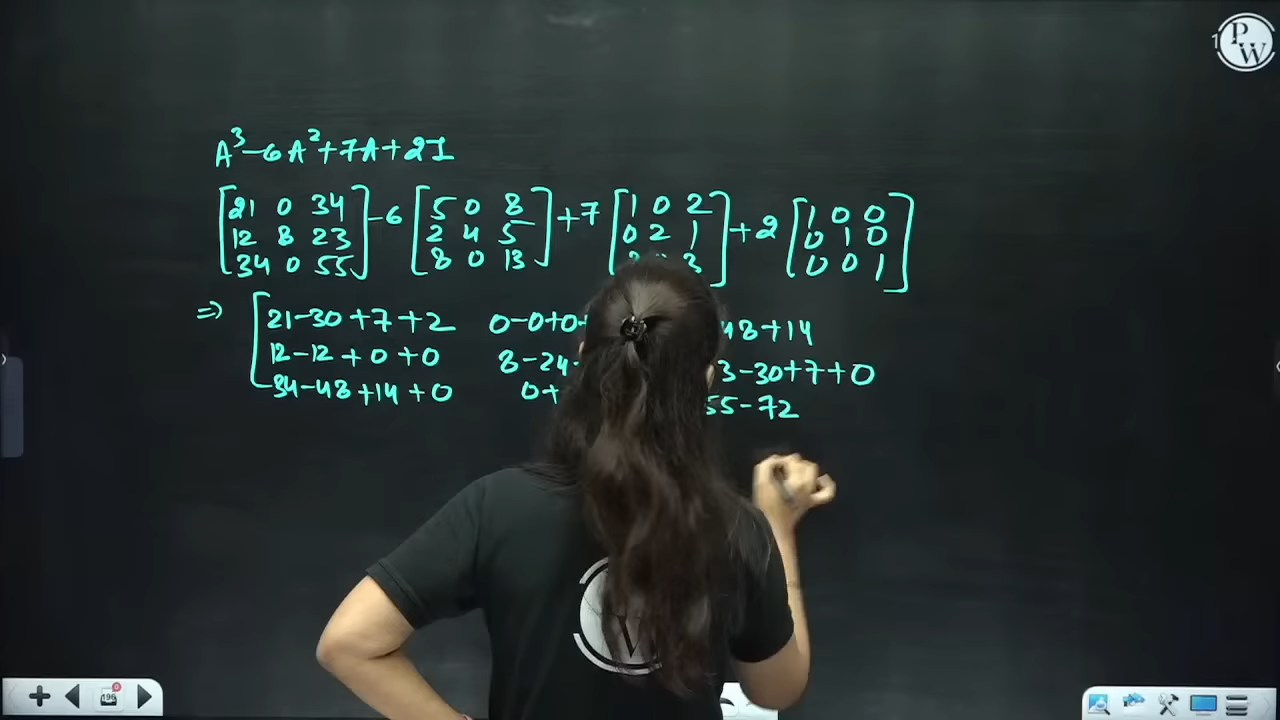 PW
A³-6A²+7A+2I
[21 0 34] -6 [5 0 8] +7 [1 0 2] +2 [1 0 0]
[12 8 23] [2 4 5] [0 2 1] [0 1 0]
[34 0 55] [8 0 13] 3] [0 0 1]
⇒ [21-30+7+2 0-0+0+ 48+14
12-12+0+0 8-24- 3-30+7+0
34-48+14+0 0+ 55-72
196